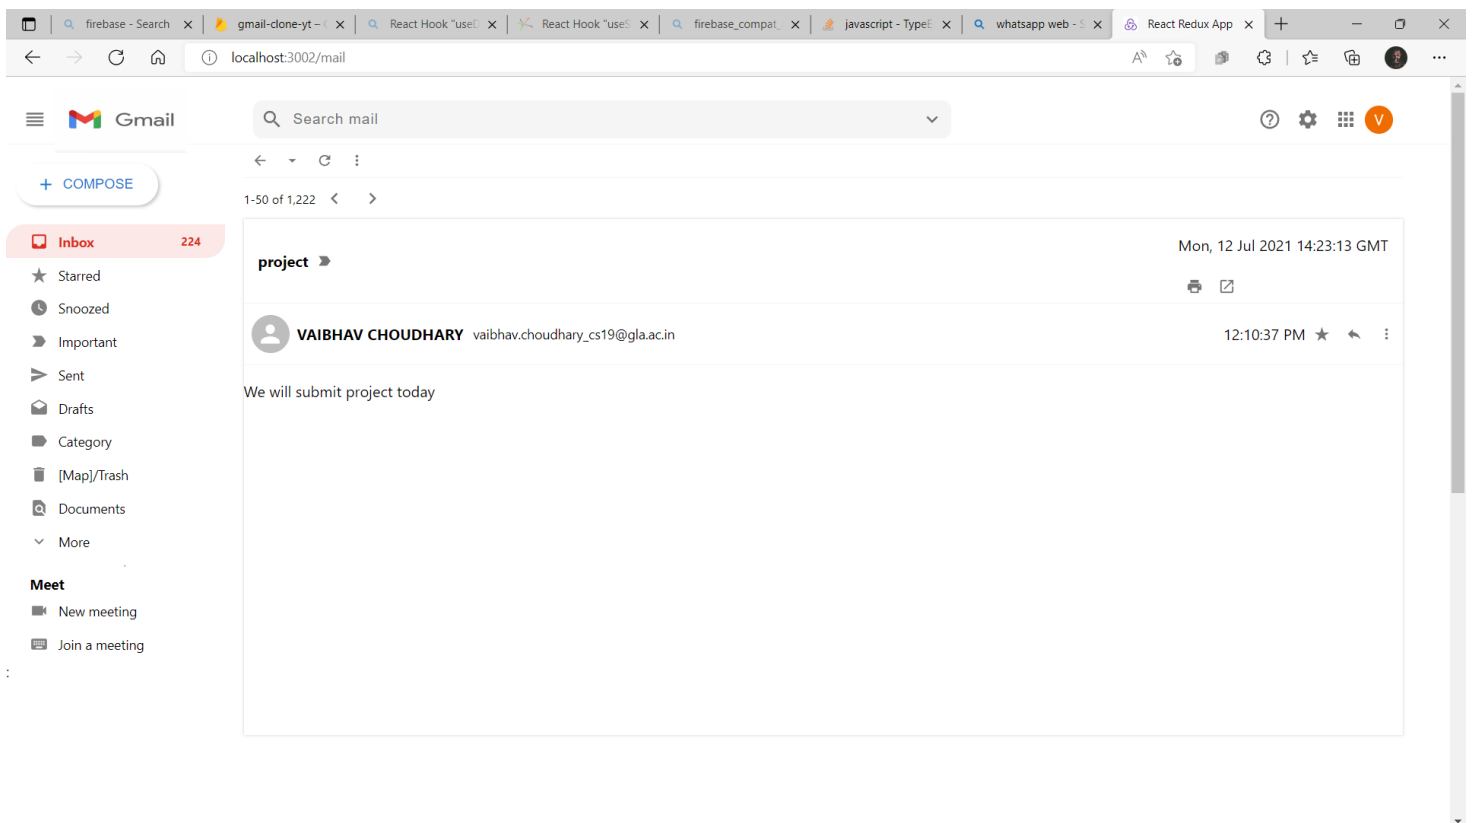 firebase - Search
gmail-clone-yt –
React Hook "useD
React Hook "useS
firebase_compat_
javascript - TypeE
whatsapp web - S
React Redux App
localhost:3002/mail
Gmail
Search mail
V
COMPOSE
1-50 of 1,222
Inbox 224
Starred
Snoozed
Important
Sent
Drafts
Category
[Map]/Trash
Documents
More
Meet
New meeting
Join a meeting
:
project
Mon, 12 Jul 2021 14:23:13 GMT
VAIBHAV CHOUDHARY vaibhav.choudhary_cs19@gla.ac.in
12:10:37 PM
We will submit project today